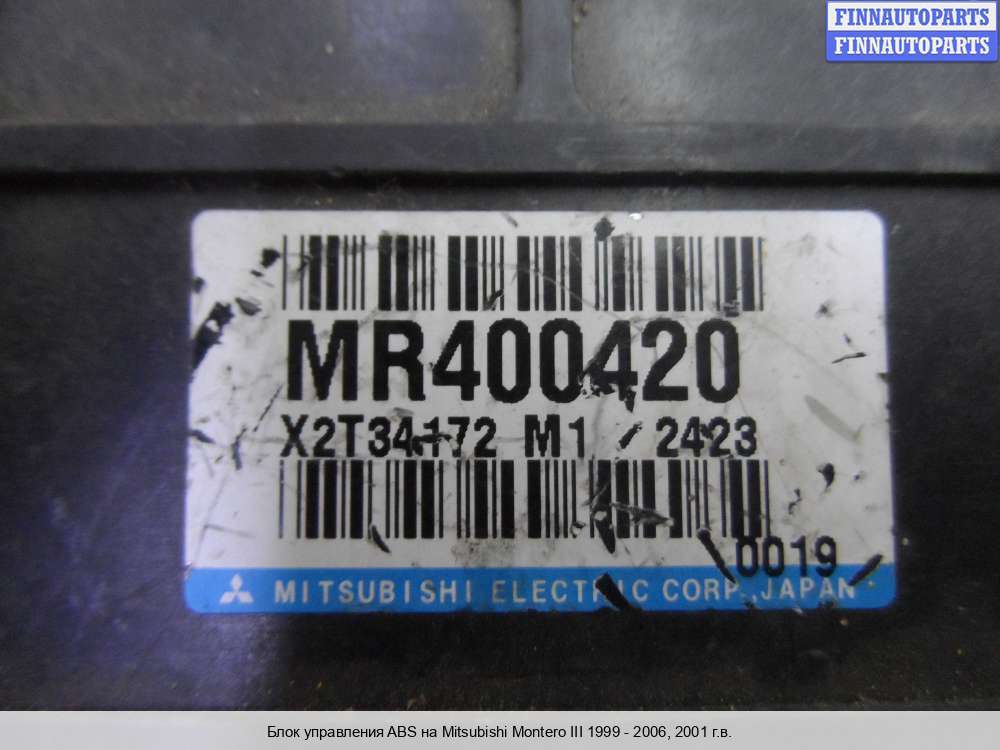 FINNAUTOPARTS
FINNAUTOPARTS
MR400420
X2T34172 M1 2423
0019
MITSUBISHI ELECTRIC CORP.,JAPAN
Блок управления ABS на Mitsubishi Montero III 1999 - 2006, 2001 г.в.